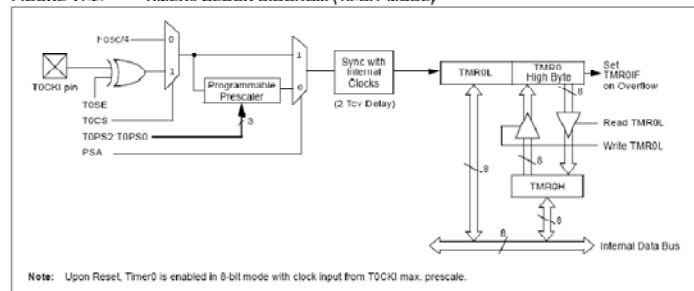 Fosc/4
0
1
T0CKI pin
T0SE
T0CS
T0PS2:T0PS0
PSA
Programmable
Prescaler
3
1
0
Sync with
Internal
Clocks
(2 TCY Delay)
TMR0L
TMR0
High Byte
8
Set
TMR0IF
on Overflow
Read TMR0L
Write TMR0L
8
8
TMR0H
8
8
Internal Data Bus
Note: Upon Reset, Timer0 is enabled in 8-bit mode with clock input from T0CKI max. prescale.